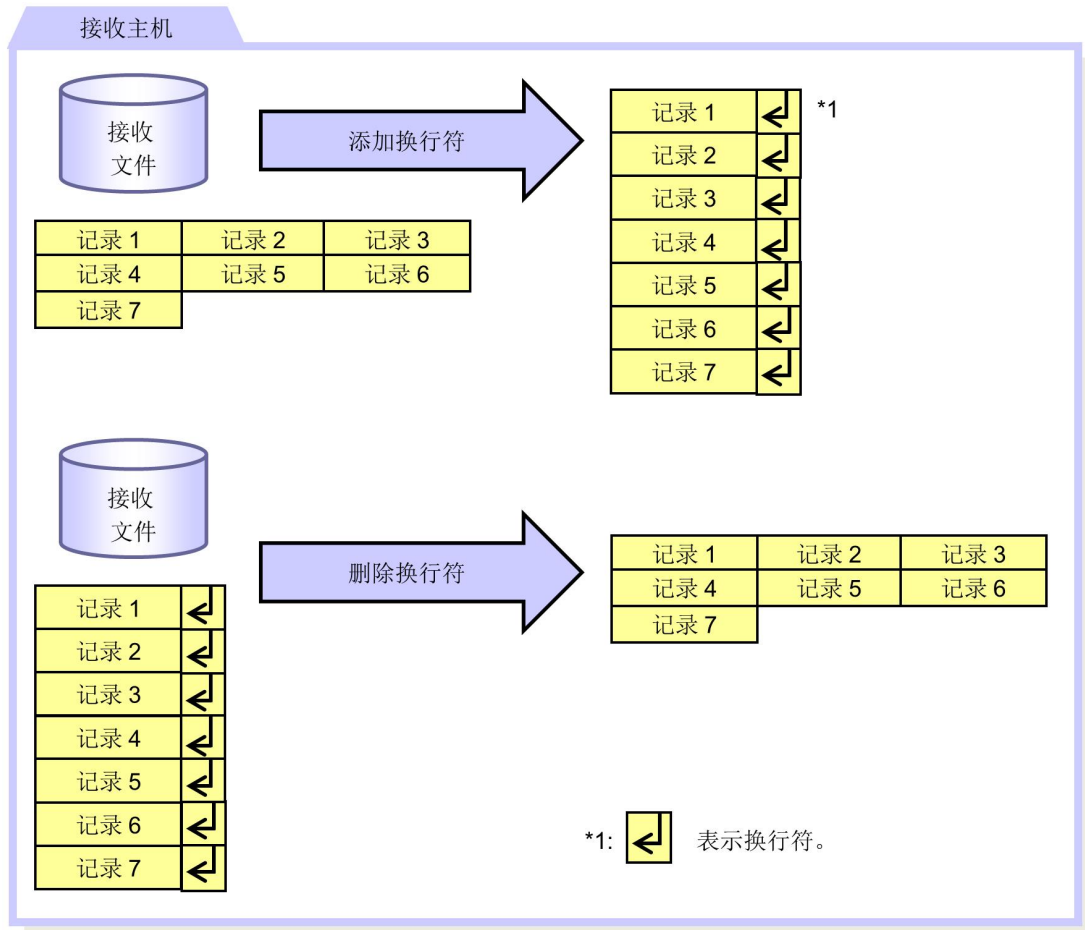 接收主机
接收
文件
添加换行符
记录 1 *1
记录 2
记录 3
记录 4
记录 5
记录 6
记录 7
记录 1 记录 2 记录 3
记录 4 记录 5 记录 6
记录 7
接收
文件
删除换行符
记录 1
记录 2
记录 3
记录 4
记录 5
记录 6
记录 7
记录 1 记录 2 记录 3
记录 4 记录 5 记录 6
记录 7
*1: 表示换行符。